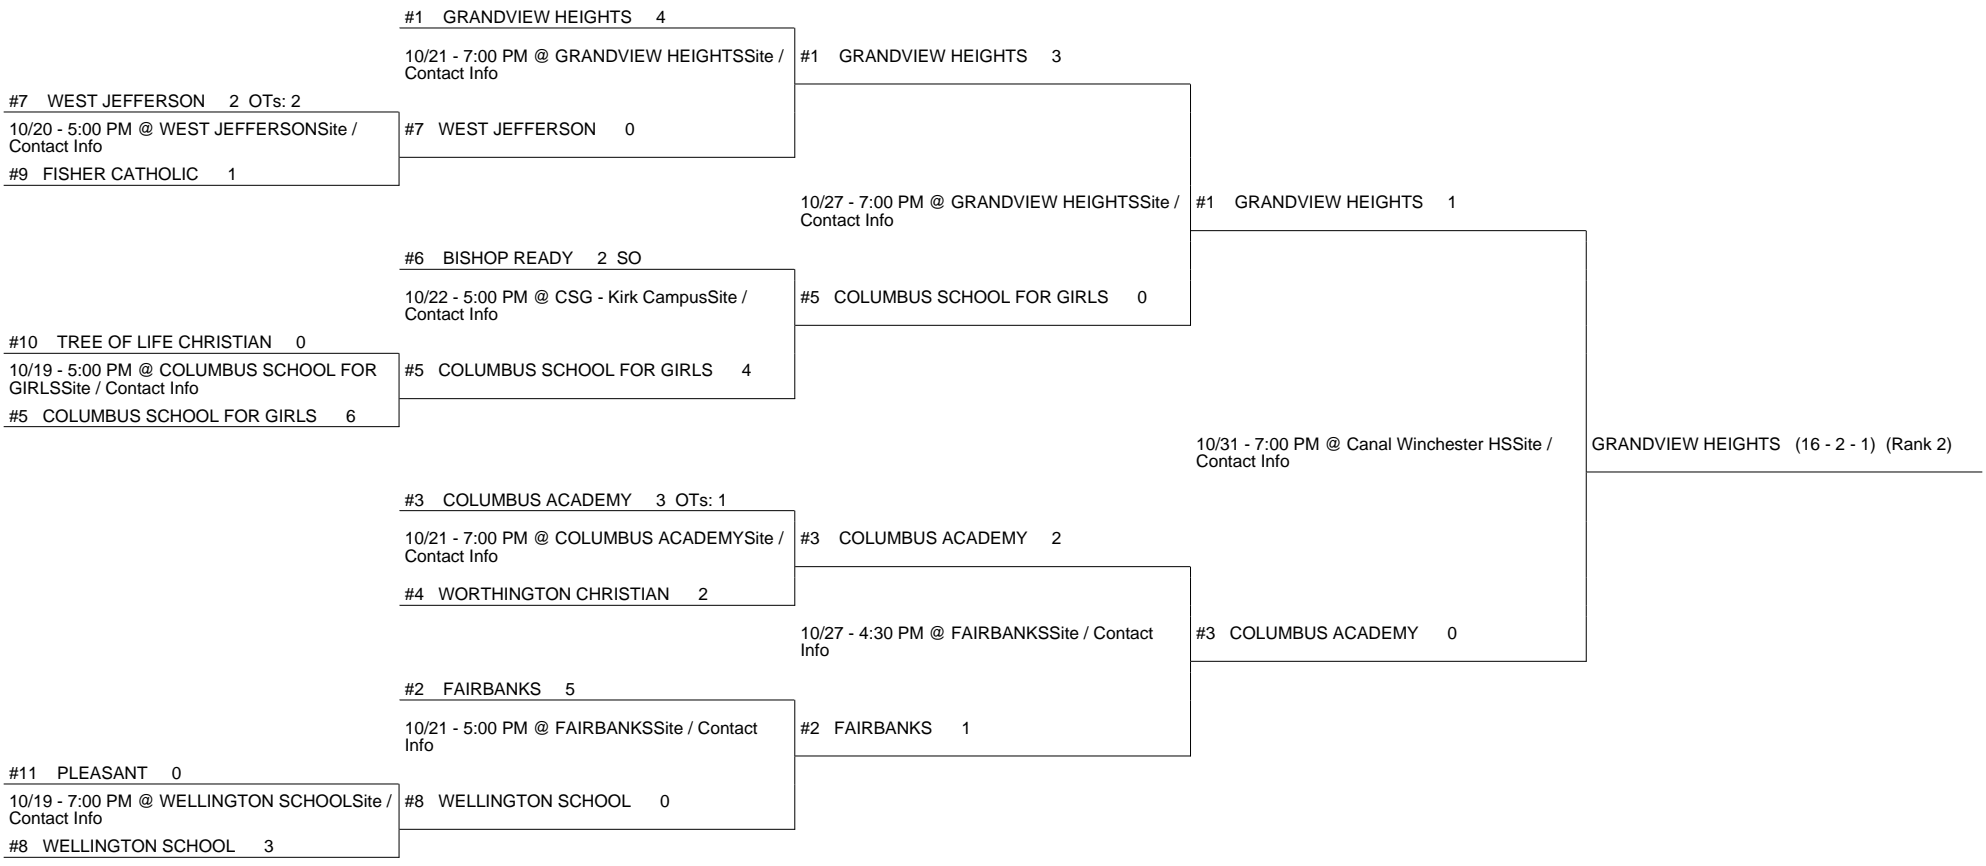 #1 GRANDVIEW HEIGHTS 4
10/21 - 7:00 PM @ GRANDVIEW HEIGHTSSite /
Contact Info
#1 GRANDVIEW HEIGHTS 3
#7 WEST JEFFERSON 2 OTs: 2
10/20 - 5:00 PM @ WEST JEFFERSONSite /
Contact Info
#7 WEST JEFFERSON 0
#9 FISHER CATHOLIC 1
10/27 - 7:00 PM @ GRANDVIEW HEIGHTSSite /
Contact Info
#1 GRANDVIEW HEIGHTS 1
#6 BISHOP READY 2 SO
10/22 - 5:00 PM @ CSG - Kirk CampusSite /
Contact Info
#5 COLUMBUS SCHOOL FOR GIRLS 0
#10 TREE OF LIFE CHRISTIAN 0
10/19 - 5:00 PM @ COLUMBUS SCHOOL FOR
GIRLSSite / Contact Info
#5 COLUMBUS SCHOOL FOR GIRLS 4
#5 COLUMBUS SCHOOL FOR GIRLS 6
10/31 - 7:00 PM @ Canal Winchester HSSite /
Contact Info
GRANDVIEW HEIGHTS (16 - 2 - 1) (Rank 2)
#3 COLUMBUS ACADEMY 3 OTs: 1
10/21 - 7:00 PM @ COLUMBUS ACADEMYSite /
Contact Info
#3 COLUMBUS ACADEMY 2
#4 WORTHINGTON CHRISTIAN 2
10/27 - 4:30 PM @ FAIRBANKSSite / Contact
Info
#3 COLUMBUS ACADEMY 0
#2 FAIRBANKS 5
10/21 - 5:00 PM @ FAIRBANKSSite / Contact
Info
#2 FAIRBANKS 1
#11 PLEASANT 0
10/19 - 7:00 PM @ WELLINGTON SCHOOLSite /
Contact Info
#8 WELLINGTON SCHOOL 0
#8 WELLINGTON SCHOOL 3